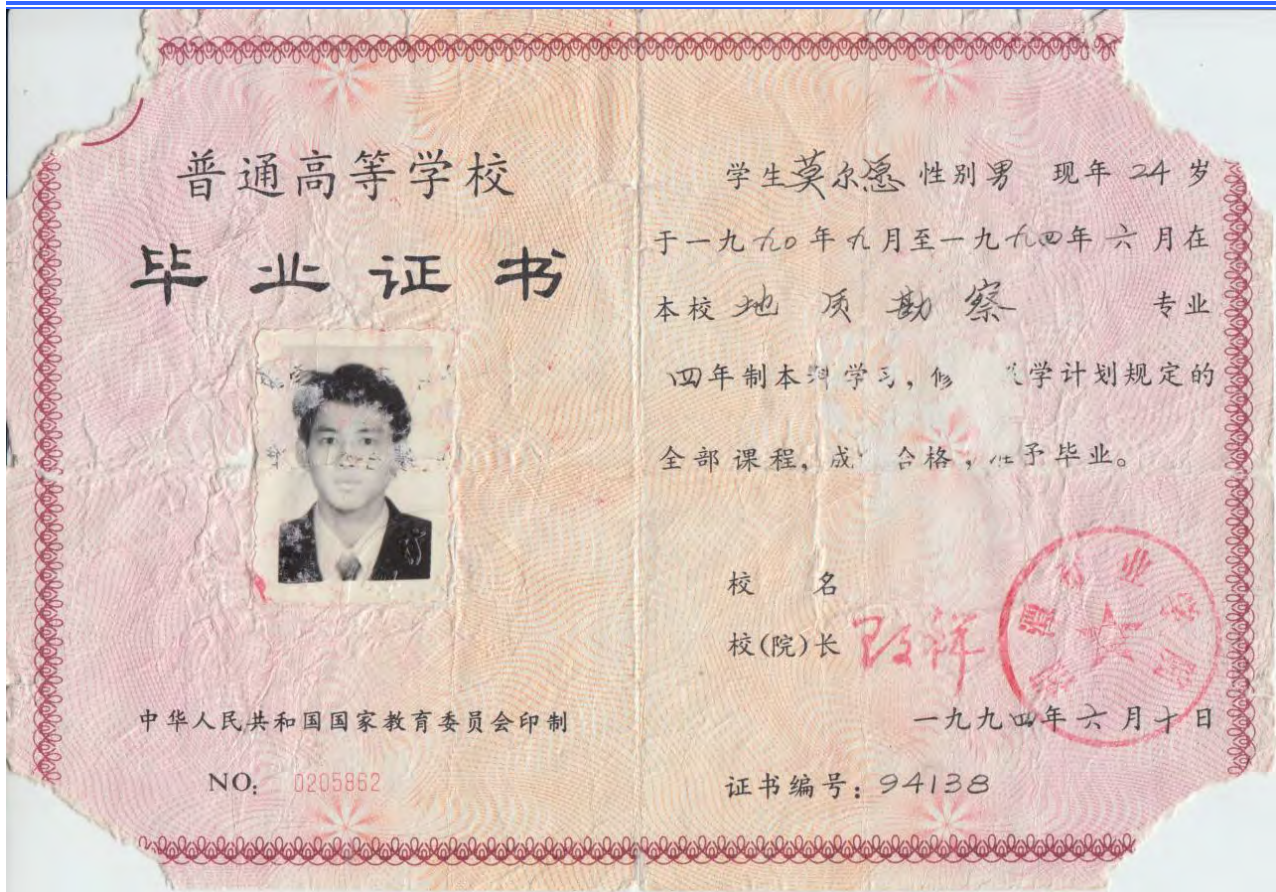 普通高等学校
毕业证书
中华人民共和国国家教育委员会印制
NO: 0205862
学生莫尔愚 性别男 现年 24 岁
于一九九0年九月至一九九四年六月在
本校 地质勘察 专业
四年制本科学习，修 学计划规定的
全部课程，成 合格，准予毕业。
校 名
校(院)长
业学院
一九九四年六月十日
证书编号：94138